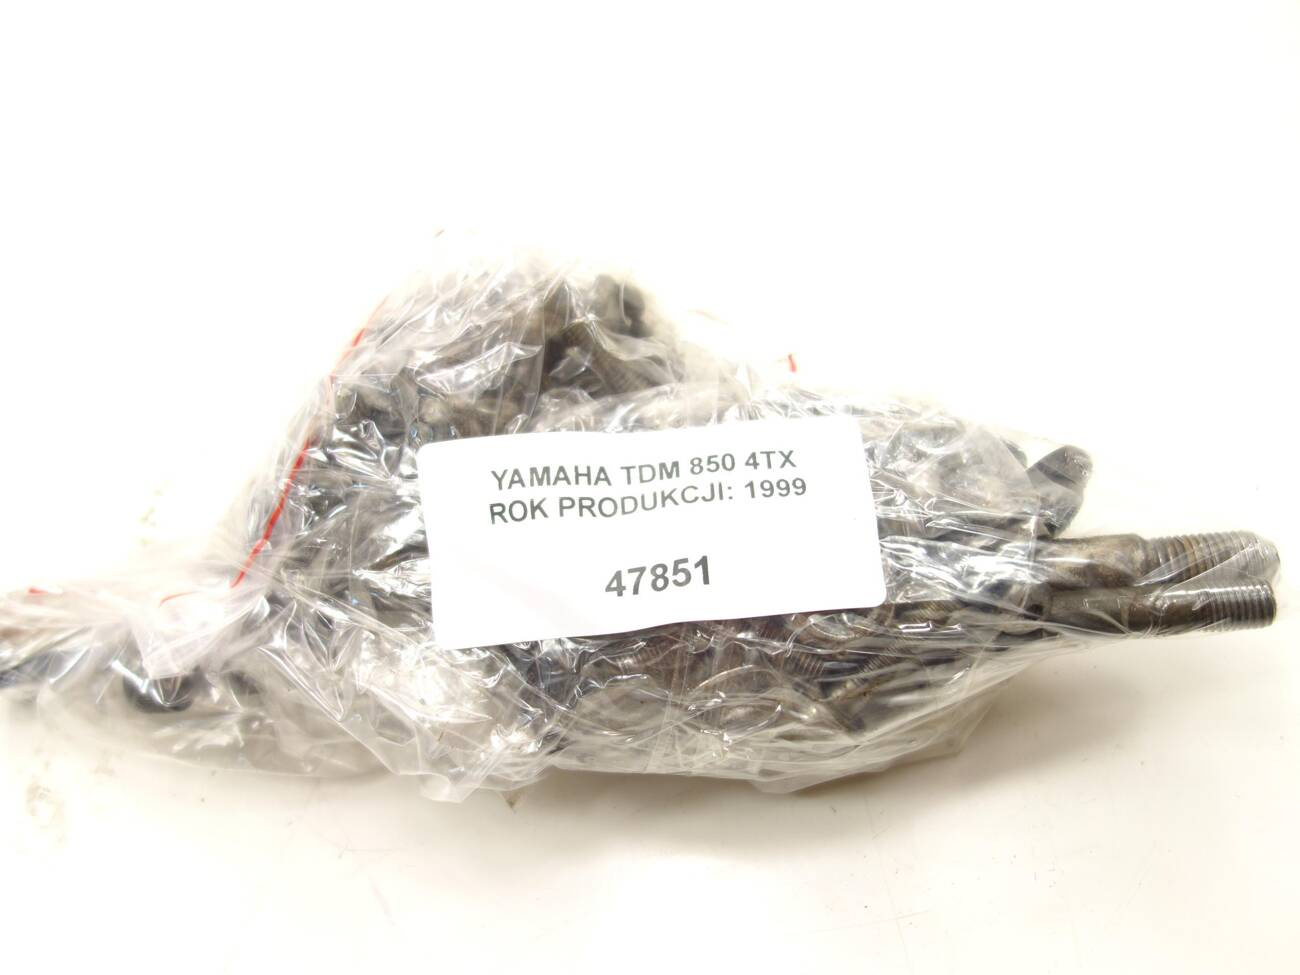 YAMAHA TDM 850 4TX
ROK PRODUKCJI: 1999
47851